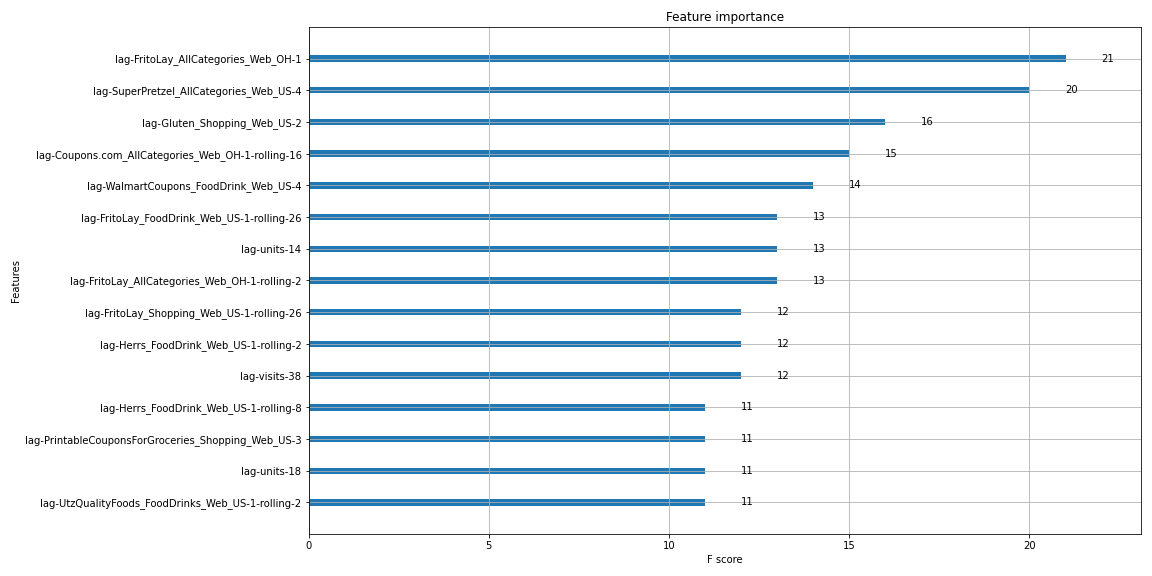 Feature importance
Features
lag-FritoLay_AllCategories_Web_OH-1 21
lag-SuperPretzel_AllCategories_Web_US-4 20
lag-Gluten_Shopping_Web_US-2 16
lag-Coupons.com_AllCategories_Web_OH-1-rolling-16 15
lag-WalmartCoupons_FoodDrink_Web_US-4 14
lag-FritoLay_FoodDrink_Web_US-1-rolling-26 13
lag-units-14 13
lag-FritoLay_AllCategories_Web_OH-1-rolling-2 13
lag-FritoLay_Shopping_Web_US-1-rolling-26 12
lag-Herrs_FoodDrink_Web_US-1-rolling-2 12
lag-visits-38 12
lag-Herrs_FoodDrink_Web_US-1-rolling-8 11
lag-PrintableCouponsForGroceries_Shopping_Web_US-3 11
lag-units-18 11
lag-UtzQualityFoods_FoodDrinks_Web_US-1-rolling-2 11
0 5 10 15 20
F score